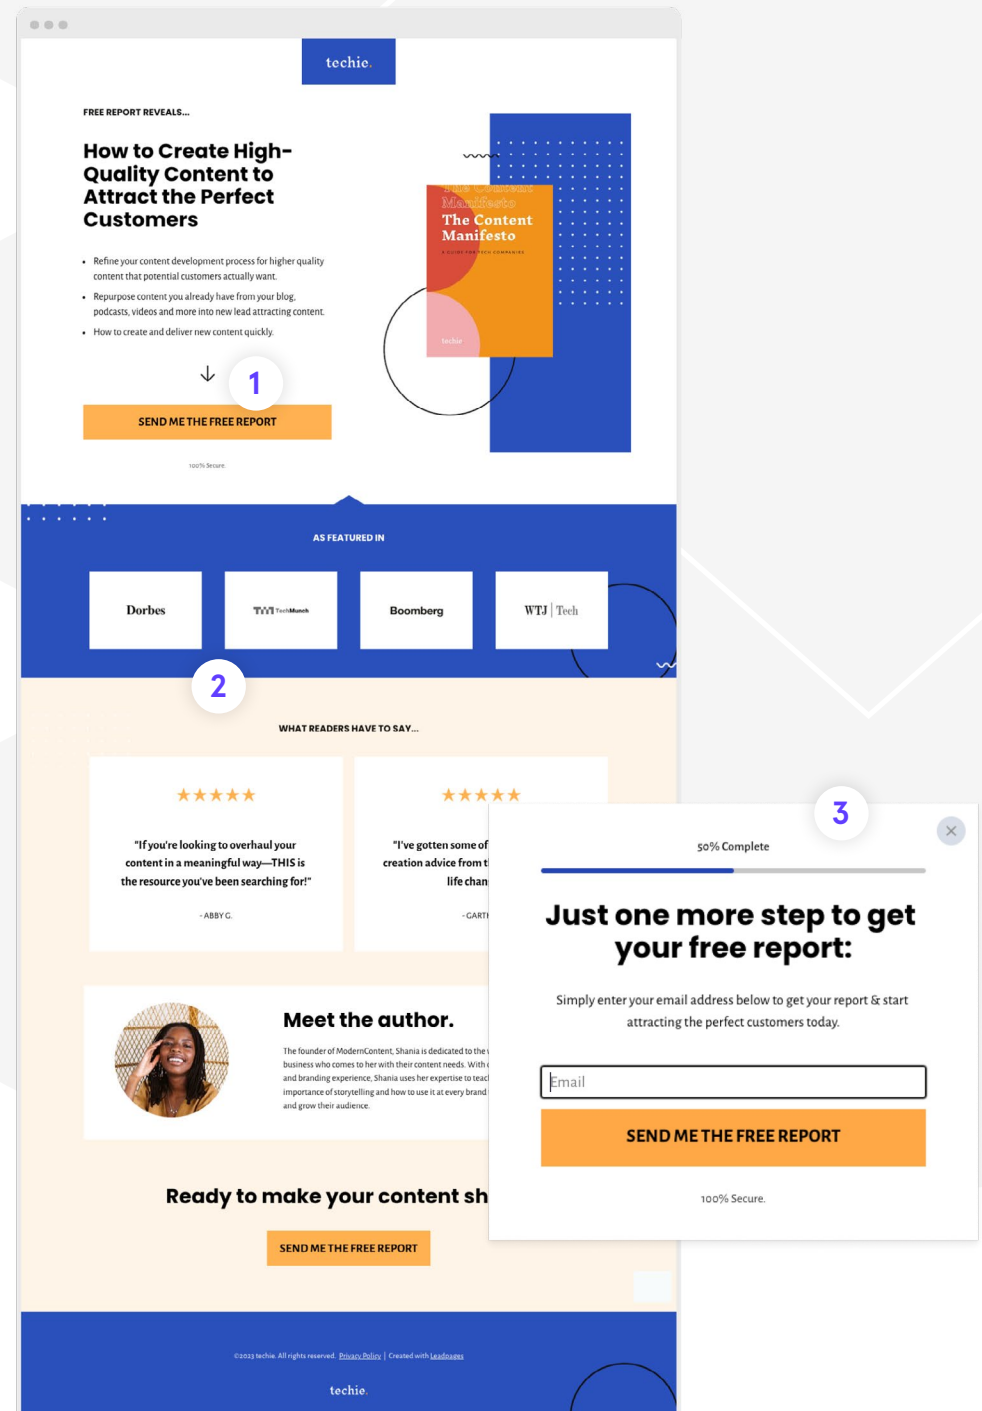 techie.
FREE REPORT REVEALS...
How to Create High-
Quality Content to
Attract the Perfect
Customers
• Refine your content development process for higher quality
content that potential customers actually want.
• Repurpose content you already have from your blog,
podcasts, videos and more into new lead attracting content.
• How to create and deliver new content quickly.
1
SEND ME THE FREE REPORT
100% Secure.
The Content
Manifesto
The Content
Manifesto
A GUIDE FOR TECH COMPANIES
techie
AS FEATURED IN
Dorbes
TM TechMunch
Boomberg
WTJ | Tech
2
WHAT READERS HAVE TO SAY...
"If you're looking to overhaul your
content in a meaningful way—THIS is
the resource you've been searching for!"
- ABBY G.
"I've gotten some of
creation advice from
life
Meet the author.
The founder of ModernContent, Shania is dedicated to the
business who comes to her with their content needs. With
and branding experience, Shania uses her expertise to
importance of storytelling and how to use it at every brand
and grow their audience.
Ready to make your content
SEND ME THE FREE REPORT
©2023 techie. All rights reserved. Privacy Policy | Created with Leadpages
techie.
3
50% Complete
Just one more step to get
your free report:
Simply enter your email address below to get your report & start
attracting the perfect customers today.
Email
SEND ME THE FREE REPORT
100% Secure.